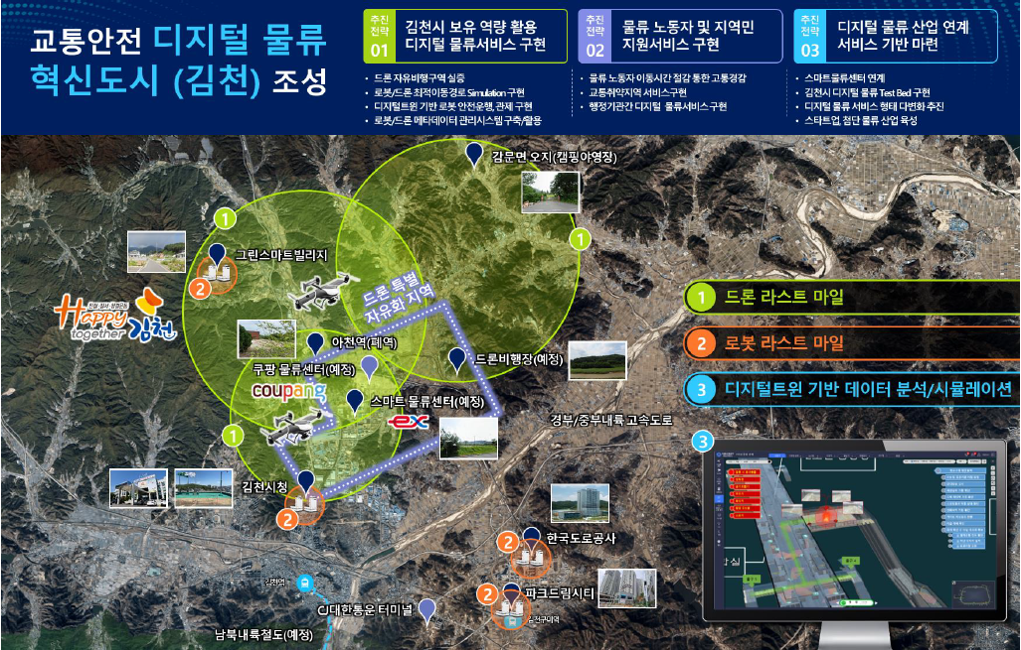 교통안전 디지털 물류
혁신도시 (김천) 조성
추진
전략
01
김천시 보유 역량 활용
디지털 물류서비스 구현
• 드론 자유비행구역 실증
• 로봇/드론 최적이동경로 Simulation 구현
• 디지털트윈 기반 로봇 안전운행, 관제 구현
• 로봇/드론 메타데이터 관리시스템 구축/활용
추진
전략
02
물류 노동자 및 지역민
지원서비스 구현
• 물류 노동자 이동시간 절감 통한 고통경감
• 교통취약지역 서비스구현
• 행정기관간 디지털 물류서비스 구현
추진
전략
03
디지털 물류 산업 연계
서비스 기반 마련
• 스마트물류센터 연계
• 김천시 디지털 물류 Test Bed 구현
• 디지털 물류 서비스 형태 다변화 추진
• 스타트업, 첨단 물류 산업 육성
감문면 오지(캠핑야영장)
1
1
그린스마트빌리지
2
드론 특별
자유화 지역
Happy
together 김천
아천역(폐역)
쿠팡 물류센터(예정)
coupang
드론비행장(예정)
스마트 물류센터(예정)
ex
1
경부/중부내륙 고속도로
김천시청
2
2
한국도로공사
2
파크드림시티
김천구미역
김천역
CJ대한통운 터미널
남북내륙철도(예정)
1 드론 라스트 마일
2 로봇 라스트 마일
3 디지털트윈 기반 데이터 분석/시뮬레이션
3